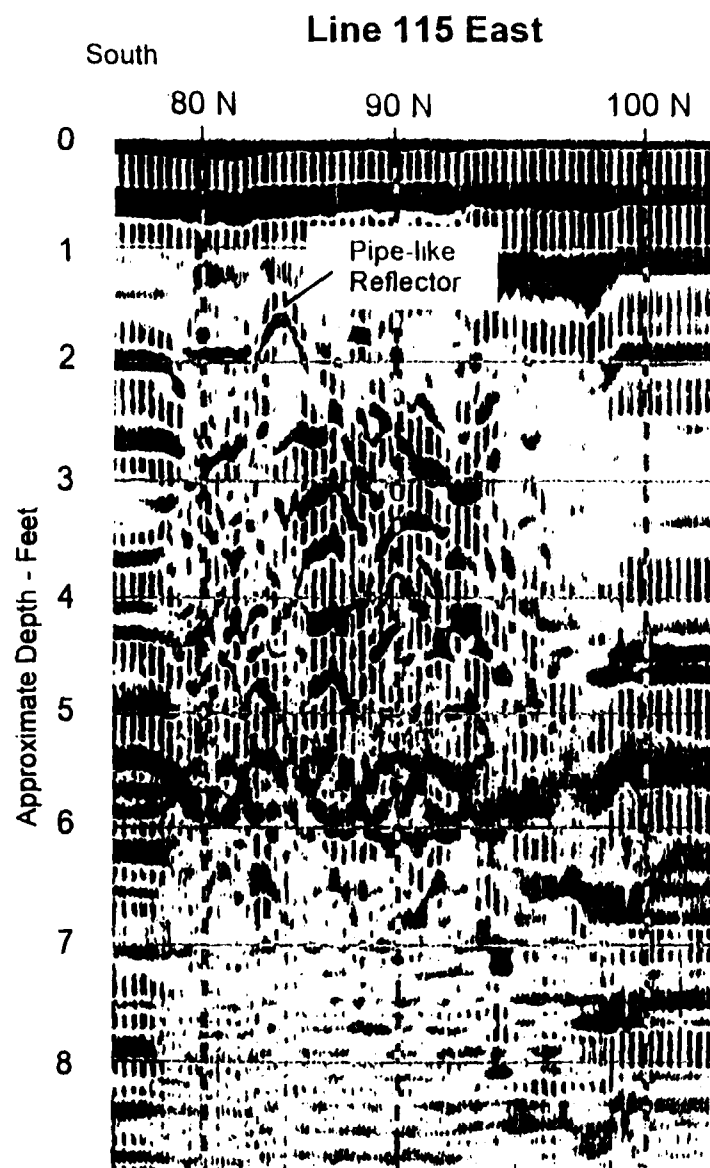 Line 115 East
South
80 N
90 N
100 N
0
1
Pipe-like
Reflector
2
3
4
5
6
7
8
Approximate Depth - Feet